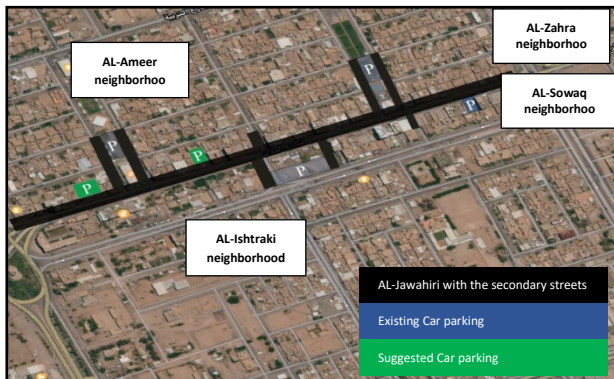 AL-Zahra
neighborhoo
AL-Ameer
neighborhoo
AL-Sowaq
neighborhoo
P
P
P
P
P
P
AL-Ishtraki
neighborhood
AL-Jawahiri with the secondary streets
Existing Car parking
Suggested Car parking